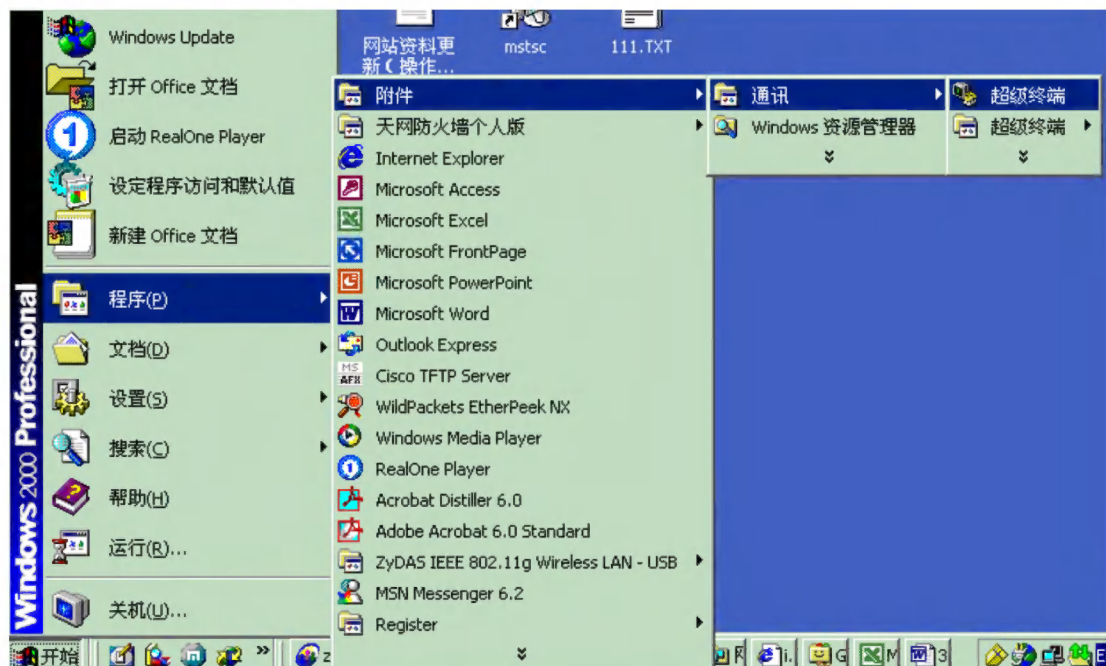 网站资料更
新(操作...
mstsc
111.TXT
Windows Update
打开 Office 文档
启动 RealOne Player
设定程序访问和默认值
新建 Office 文档
程序(P)
文档(D)
设置(S)
搜索(C)
帮助(H)
运行(R)...
关机(U)...
Windows 2000 Professional
附件
天网防火墙个人版
Internet Explorer
Microsoft Access
Microsoft Excel
Microsoft FrontPage
Microsoft PowerPoint
Microsoft Word
Outlook Express
Cisco TFTP Server
WildPackets EtherPeek NX
Windows Media Player
RealOne Player
Acrobat Distiller 6.0
Adobe Acrobat 6.0 Standard
ZyDAS IEEE 802.11g Wireless LAN - USB
MSN Messenger 6.2
Register
通讯
Windows 资源管理器
超级终端
超级终端
开始
z
i.
G
M
3